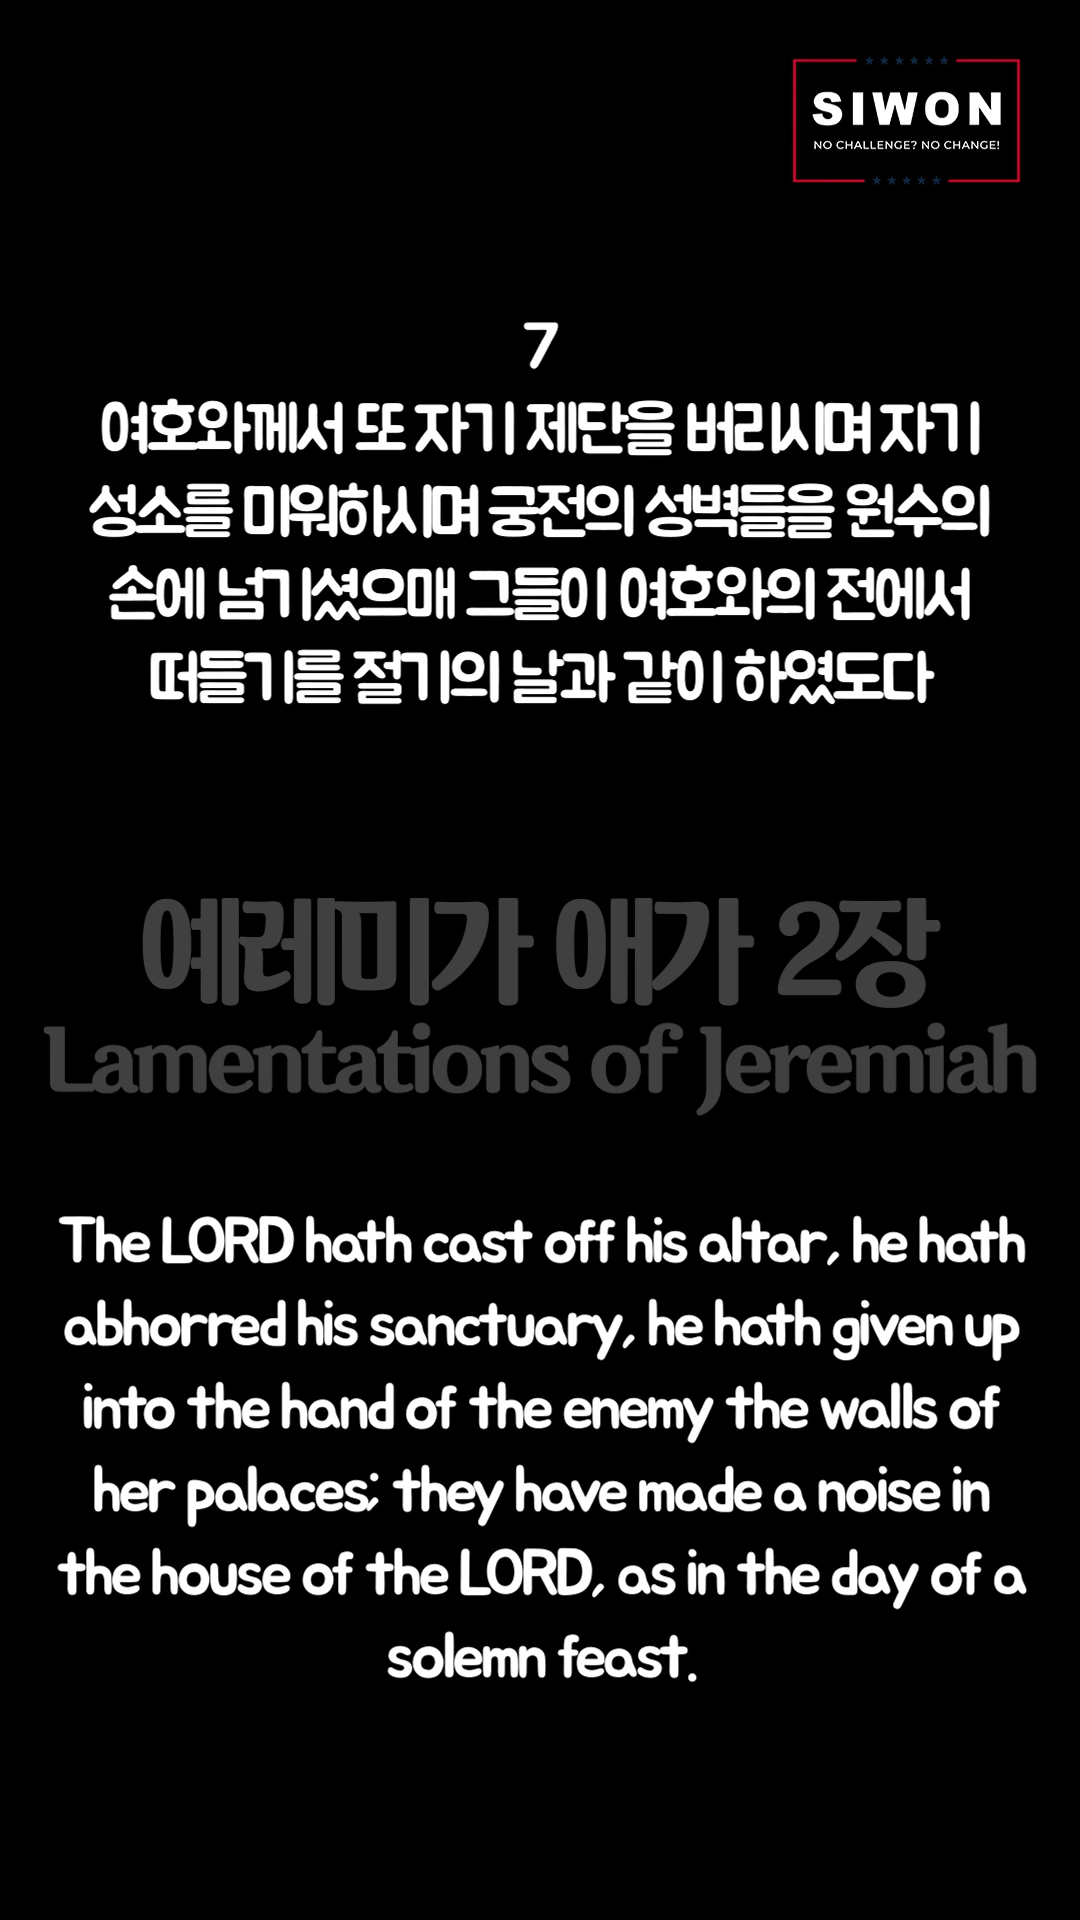 SIWON
NO CHALLENGE? NO CHANGE!
7
여호와께서 또 자기 제단을 버리시며 자기
성소를 미워하시며 궁전의 성벽들을 원수의
손에 넘기셨으매 그들이 여호와의 전에서
떠들기를 절기의 날과 같이 하였도다
예레미가 애가 2장
Lamentations of Jeremiah
The LORD hath cast off his altar, he hath
abhorred his sanctuary, he hath given up
into the hand of the enemy the walls of
her palaces; they have made a noise in
the house of the LORD, as in the day of a
solemn feast.